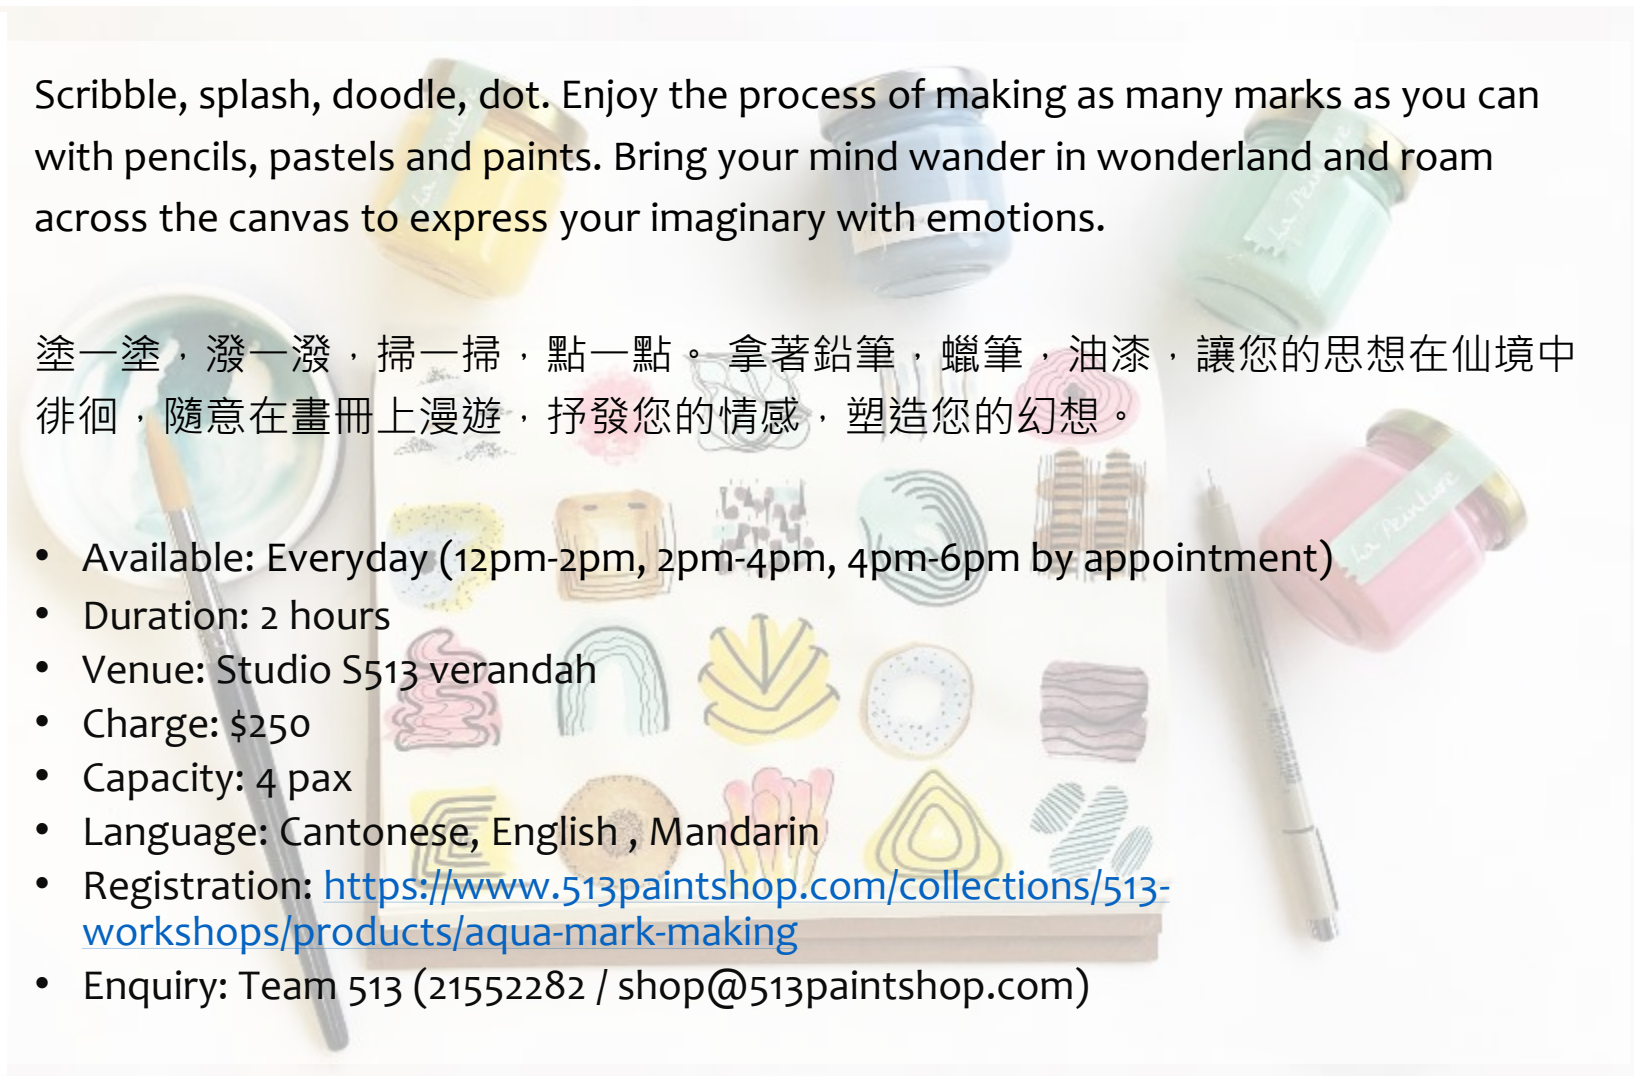 Scribble, splash, doodle, dot. Enjoy the process of making as many marks as you can
with pencils, pastels and paints. Bring your mind wander in wonderland and roam
across the canvas to express your imaginary with emotions.
塗一塗，潑一潑，掃一掃，點一點。 拿著鉛筆，蠟筆，油漆，讓您的思想在仙境中
徘徊，隨意在畫冊上漫遊，抒發您的情感，塑造您的幻想。
• Available: Everyday (12pm-2pm, 2pm-4pm, 4pm-6pm by appointment)
• Duration: 2 hours
• Venue: Studio S513 verandah
• Charge: $250
• Capacity: 4 pax
• Language: Cantonese, English , Mandarin
• Registration: https://www.513paintshop.com/collections/513-
workshops/products/aqua-mark-making
• Enquiry: Team 513 (21552282 / shop@513paintshop.com)
La Peinture
La Peinture